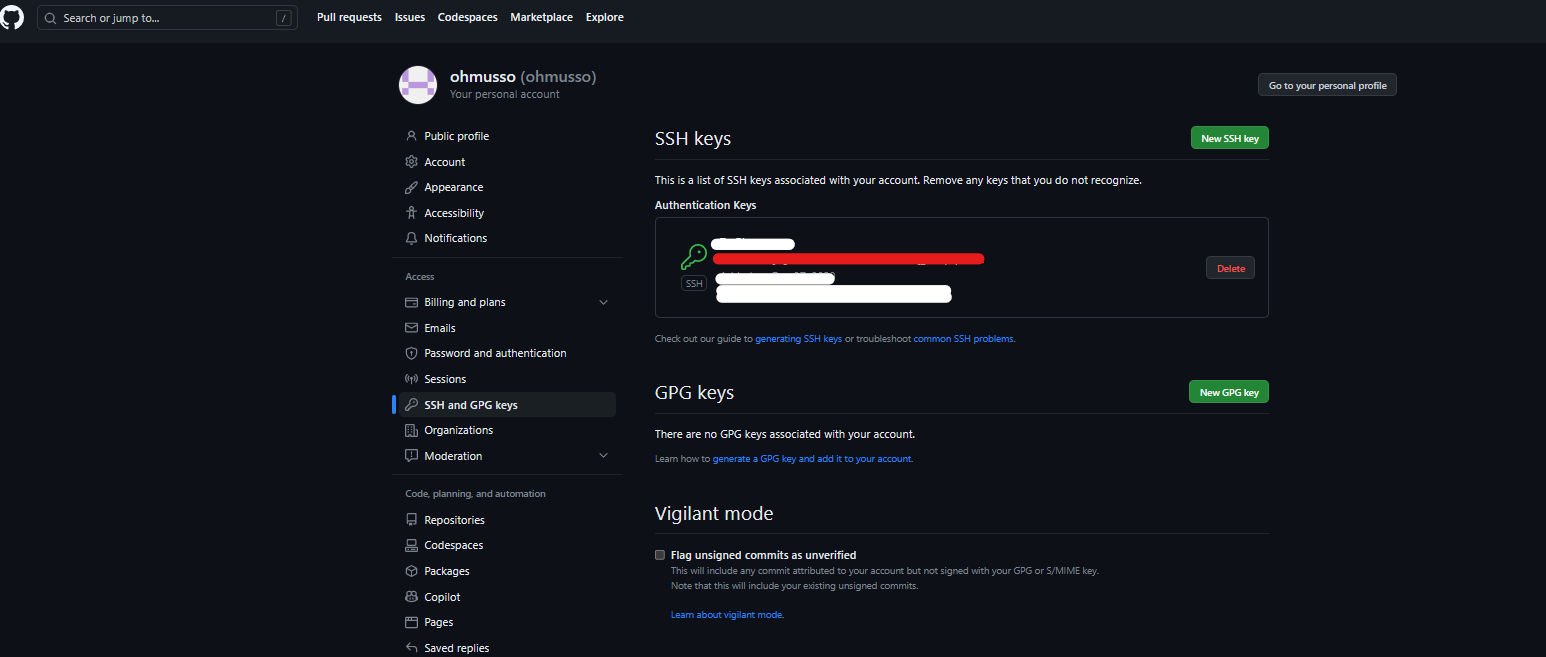 Search or jump to...
/
Pull requests
Issues
Codespaces
Marketplace
Explore
ohmusso (ohmusso)
Your personal account
Go to your personal profile
Public profile
Account
Appearance
Accessibility
Notifications
Access
Billing and plans
Emails
Password and authentication
Sessions
SSH and GPG keys
Organizations
Moderation
Code, planning, and automation
Repositories
Codespaces
Packages
Copilot
Pages
Saved replies
SSH keys
New SSH key
This is a list of SSH keys associated with your account. Remove any keys that you do not recognize.
Authentication Keys
SSH
Delete
Check out our guide to generating SSH keys or troubleshoot common SSH problems.
GPG keys
New GPG key
There are no GPG keys associated with your account.
Learn how to generate a GPG key and add it to your account.
Vigilant mode
Flag unsigned commits as unverified
This will include any commit attributed to your account but not signed with your GPG or S/MIME key.
Note that this will include your existing unsigned commits.
Learn about vigilant mode.